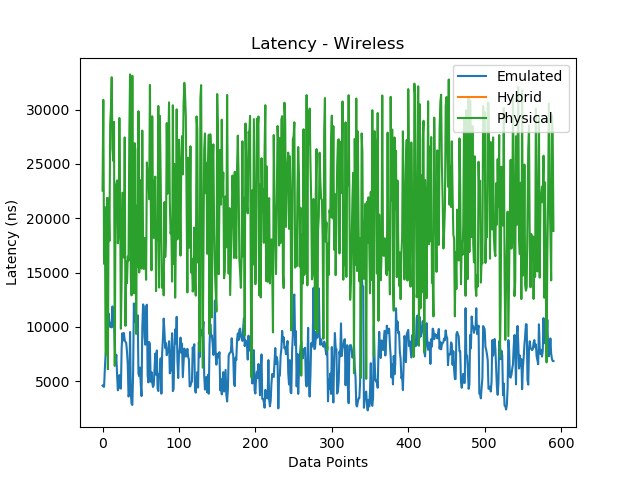 Latency - Wireless
Emulated
Hybrid
Physical
Latency (ns)
30000
25000
20000
15000
10000
5000
0 100 200 300 400 500 600
Data Points